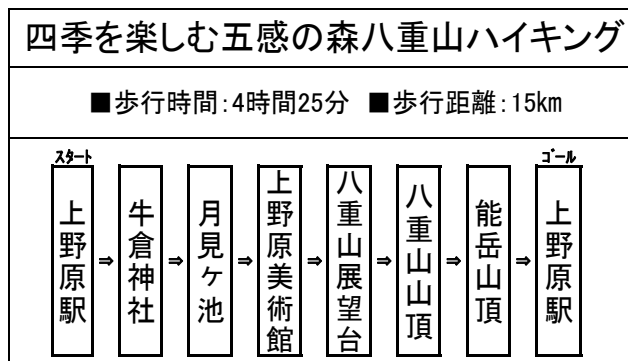 四季を楽しむ五感の森八重山ハイキング
■歩行時間:4時間25分 ■歩行距離:15km
スタート
上野原駅
⇒
牛倉神社
⇒
月見ヶ池
⇒
上野原美術館
⇒
八重山展望台
⇒
八重山山頂
⇒
能岳山頂
⇒
ゴール
上野原駅